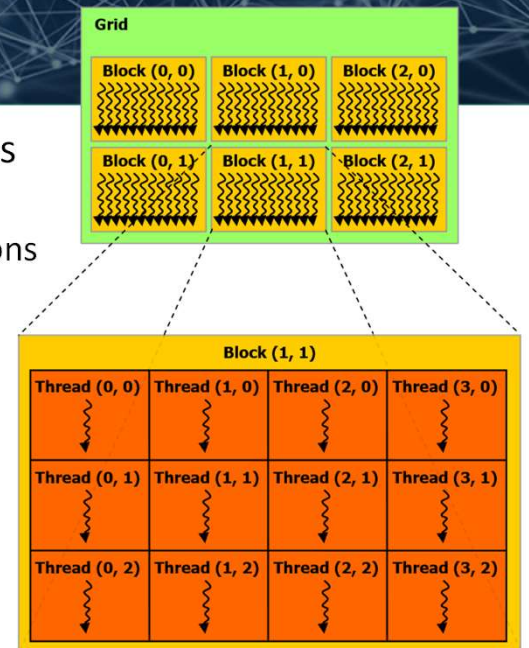 Grid
Block (0, 0) Block (1, 0) Block (2, 0)
Block (0, 1) Block (1, 1) Block (2, 1)
Block (1, 1)
Thread (0, 0) Thread (1, 0) Thread (2, 0) Thread (3, 0)
Thread (0, 1) Thread (1, 1) Thread (2, 1) Thread (3, 1)
Thread (0, 2) Thread (1, 2) Thread (2, 2) Thread (3, 2)